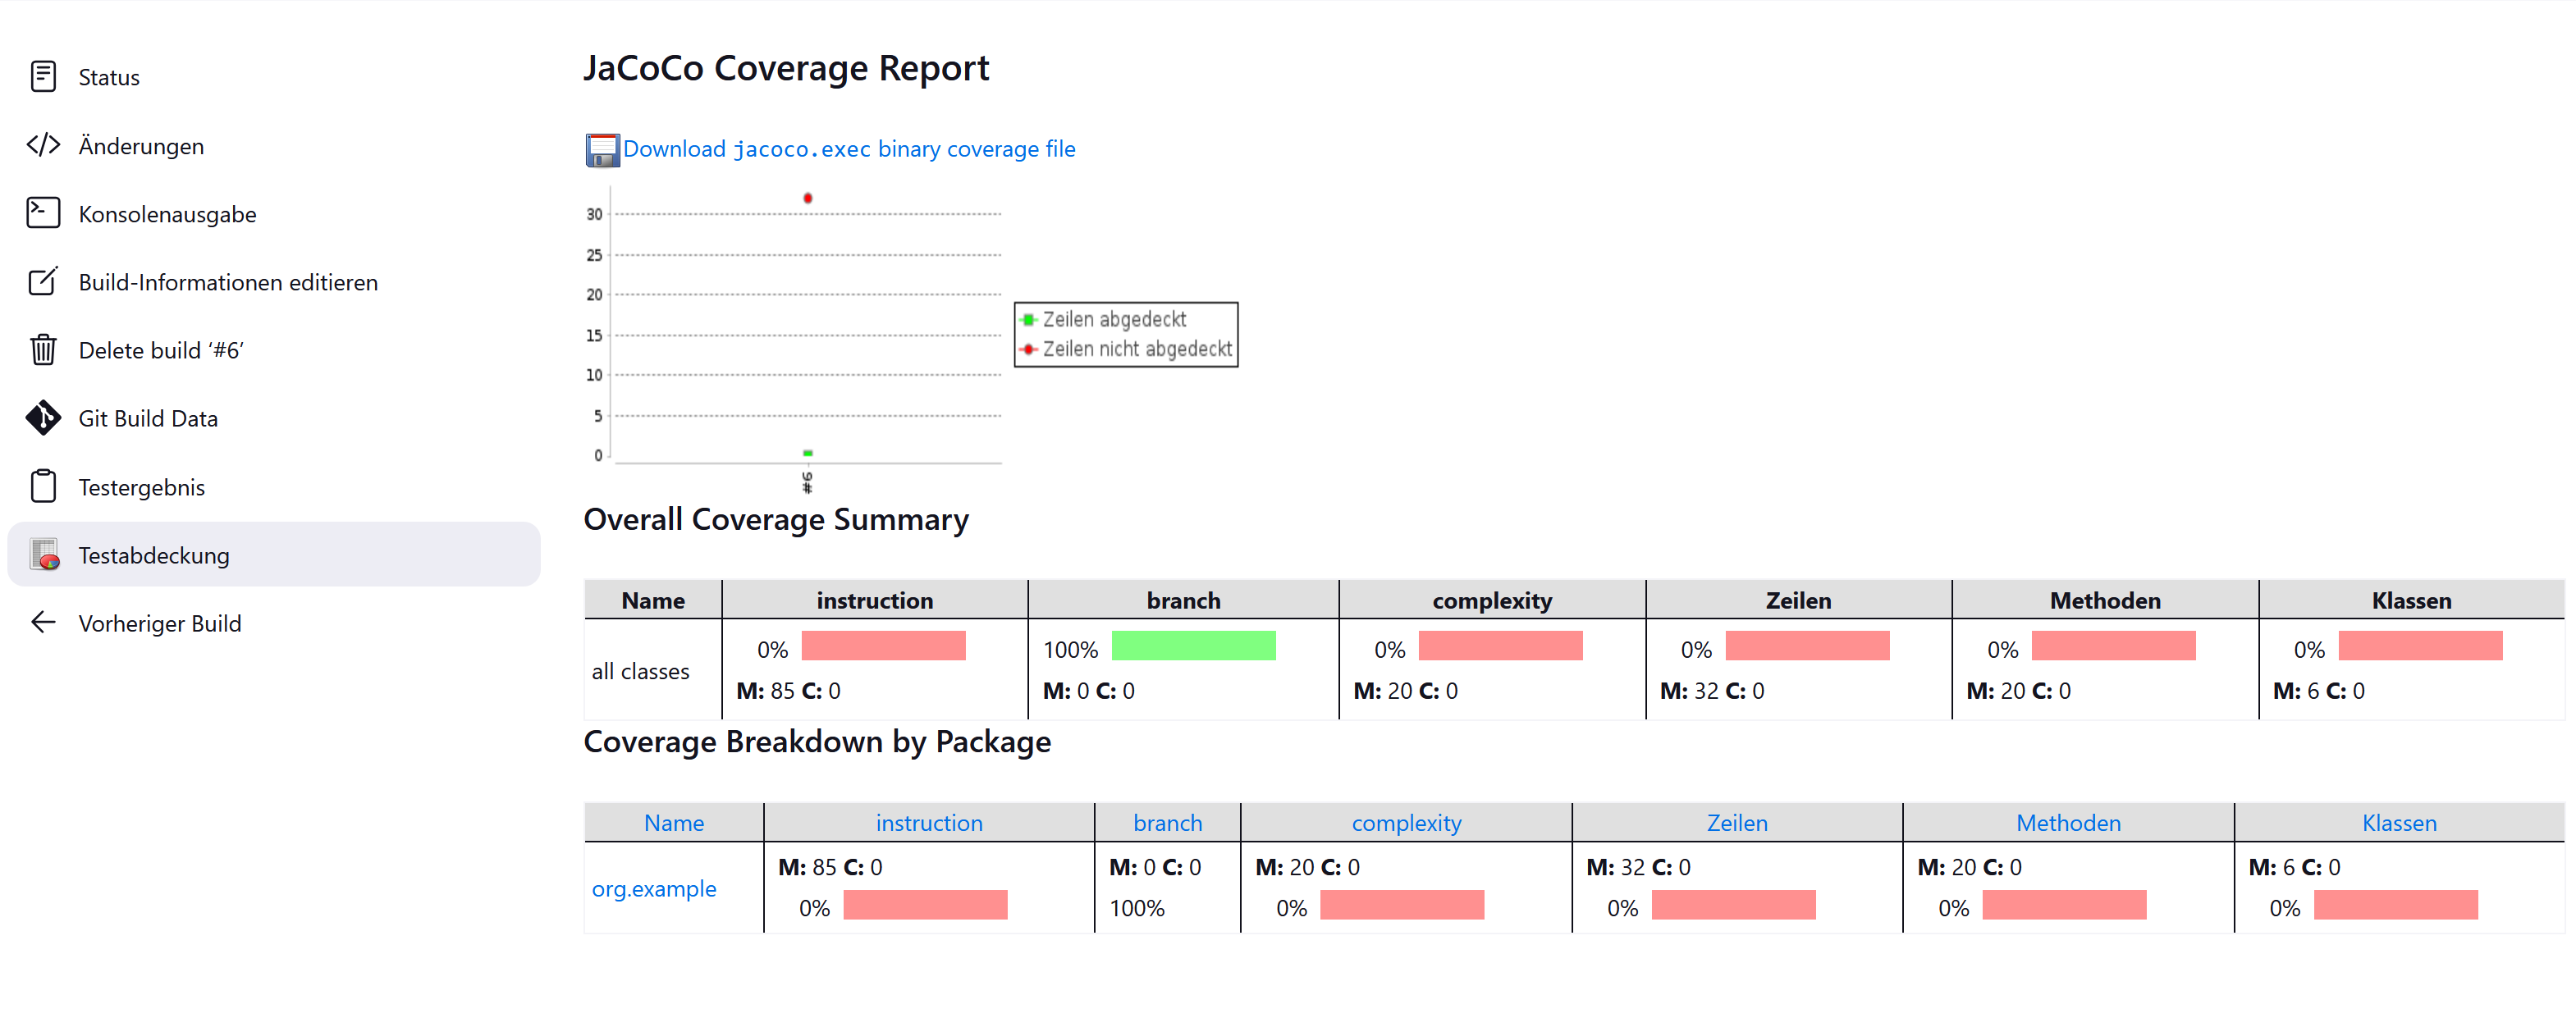 Status
Änderungen
Konsolenausgabe
Build-Informationen editieren
Delete build ‘#6’
Git Build Data
Testergebnis
Testabdeckung
Vorheriger Build
JaCoCo Coverage Report
Download jacoco.exec binary coverage file
30
25
20
15
10
5
0
#6
Zeilen abgedeckt
Zeilen nicht abgedeckt
Overall Coverage Summary
Name instruction branch complexity Zeilen Methoden Klassen
all classes
0% 100% 0% 0% 0% 0%
M: 85 C: 0 M: 0 C: 0 M: 20 C: 0 M: 32 C: 0 M: 20 C: 0 M: 6 C: 0
Coverage Breakdown by Package
Name instruction branch complexity Zeilen Methoden Klassen
org.example
M: 85 C: 0 M: 0 C: 0 M: 20 C: 0 M: 32 C: 0 M: 20 C: 0 M: 6 C: 0
0% 100% 0% 0% 0% 0%